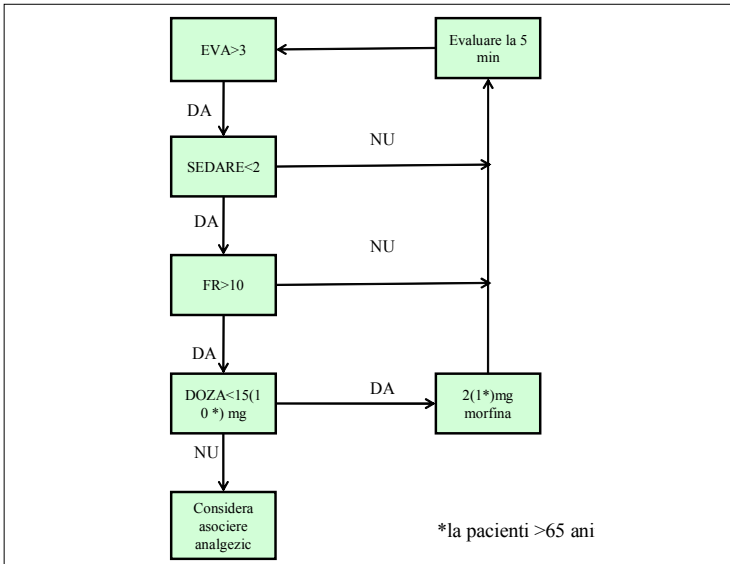 EVA>3
Evaluare la 5
min
DA
NU
SEDARE<2
DA
NU
FR>10
DA
DOZA<15(1
0 *) mg
DA
2(1*)mg
morfina
NU
Considera
asociere
analgezic
*la pacienti >65 ani